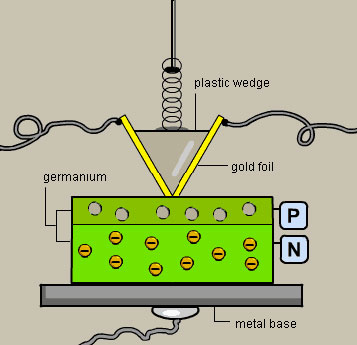 plastic wedge
gold foil
germanium
P
N
metal base